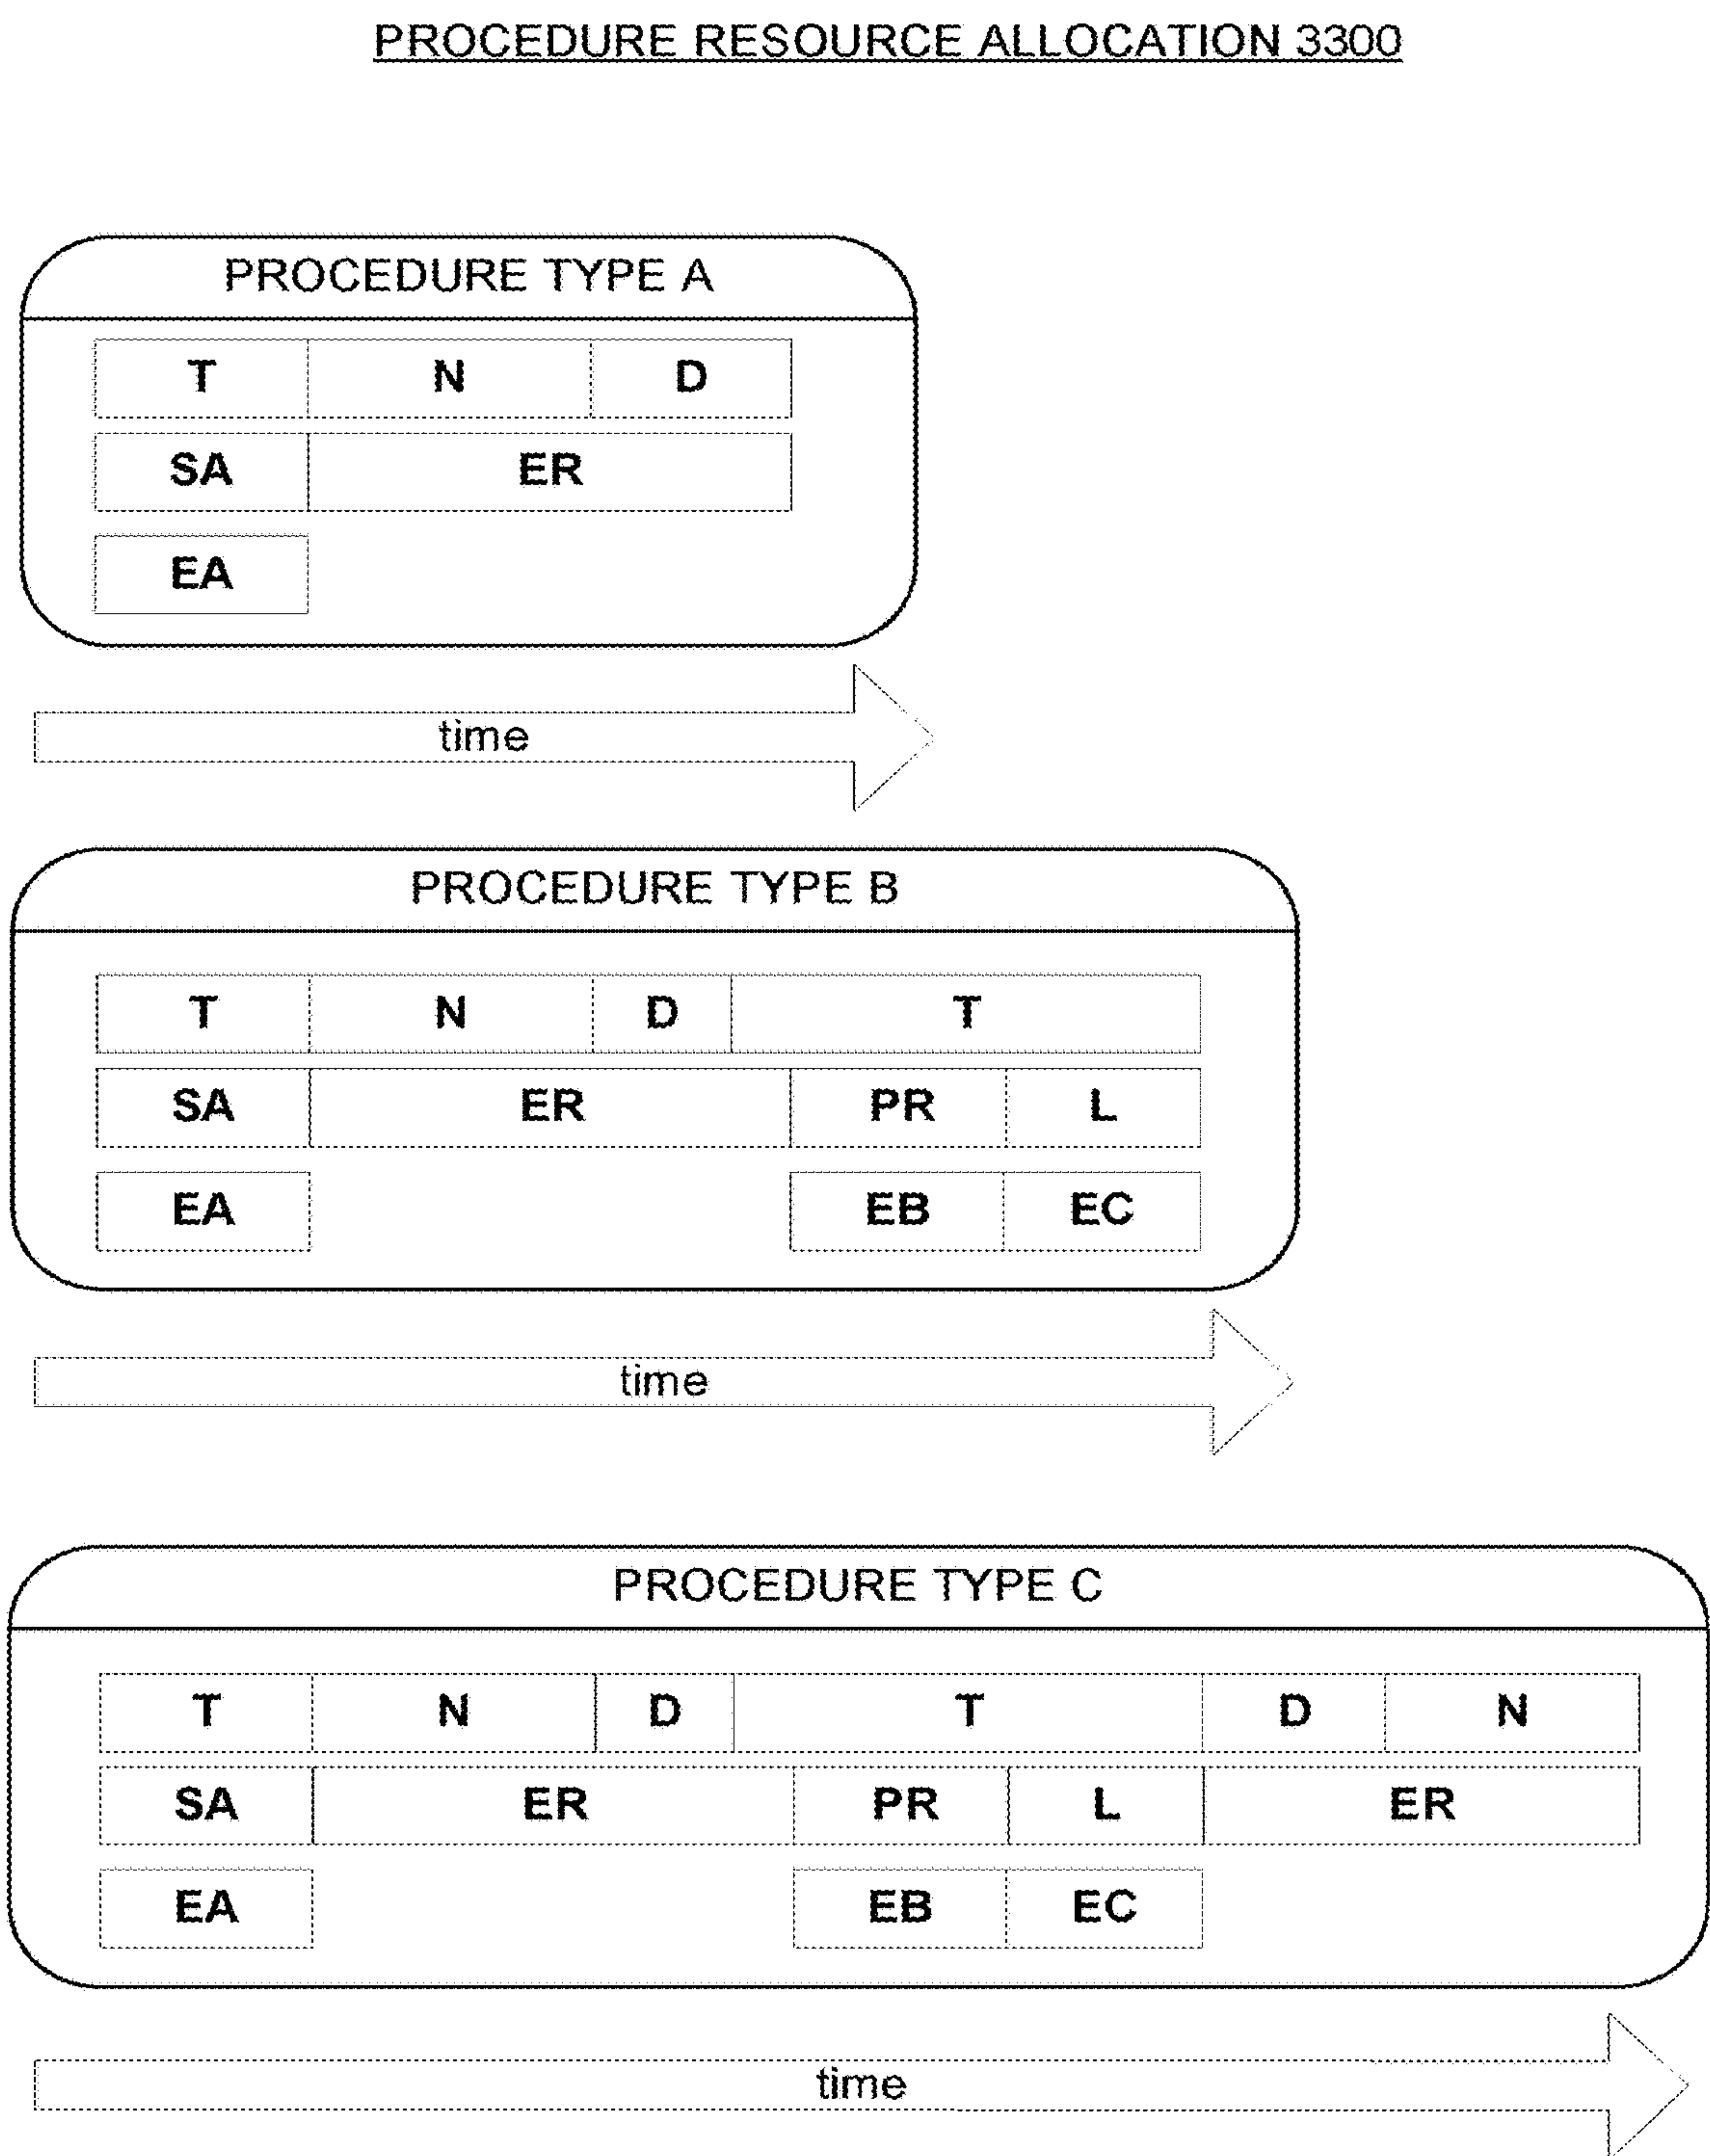 PROCEDURE RESOURCE ALLOCATION 3300
PROCEDURE TYPE A
T N D
SA ER
EA
time
PROCEDURE TYPE B
T N D T
SA ER PR L
EA EB EC
time
PROCEDURE TYPE C
T N D T D N
SA ER PR L ER
EA EB EC
time